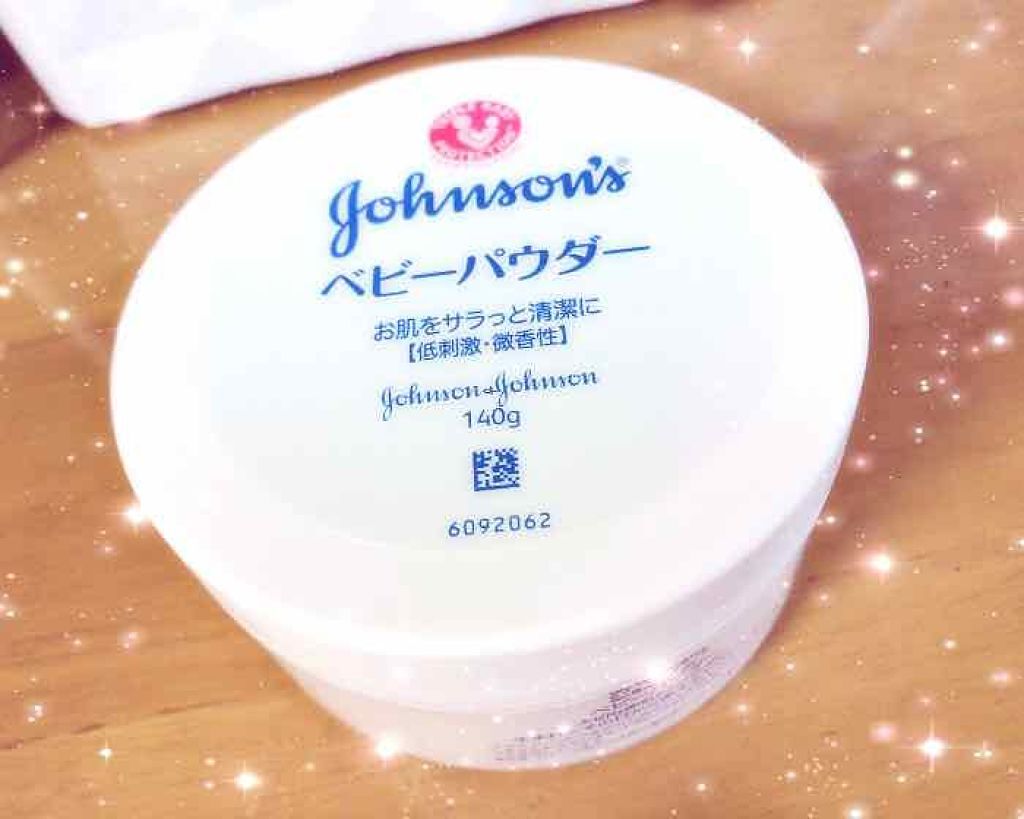 Johnson's®
ベビーパウダー
お肌をサラっと清潔に
【低刺激・微香性】
Johnson & Johnson
140g
6092062